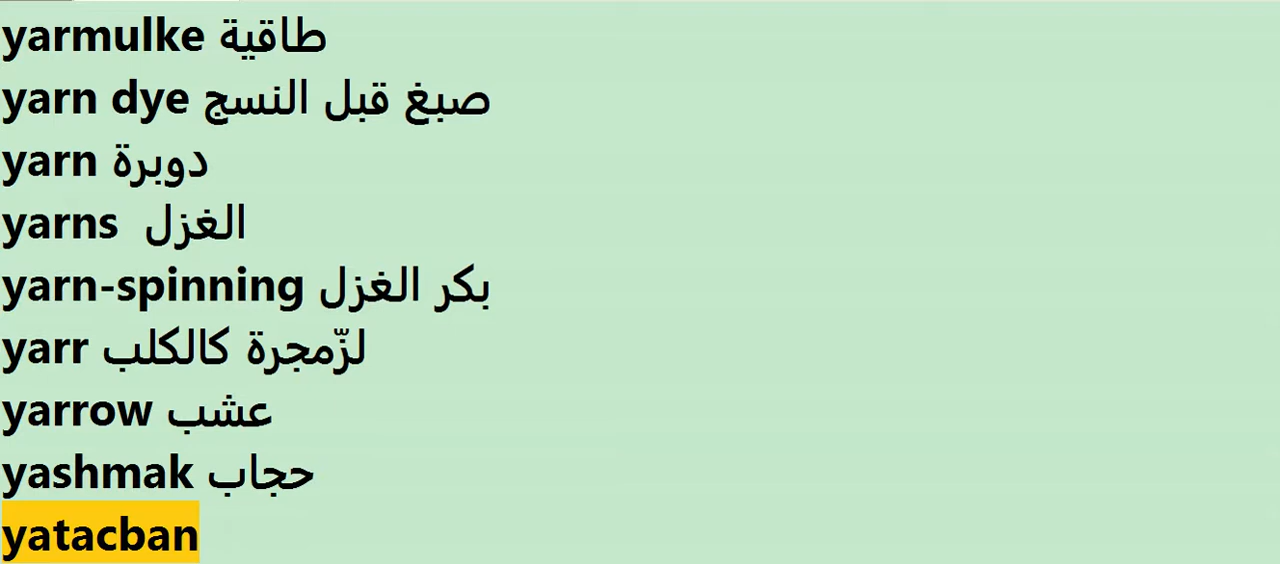 yarmulke طاقية
yarn dye صبغ قبل النسج
yarn دوبرة
yarns الغزل
yarn-spinning بكر الغزل
yarr لزّمجرة كالكلب
yarrow عشب
yashmak حجاب
yatacban